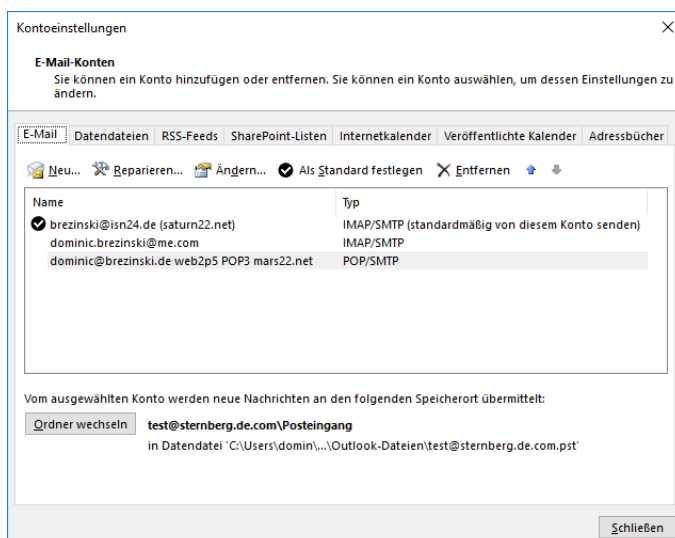 Kontoeinstellungen
E-Mail-Konten
Sie können ein Konto hinzufügen oder entfernen. Sie können ein Konto auswählen, um dessen Einstellungen zu
ändern.
E-Mail Datendateien RSS-Feeds SharePoint-Listen Internetkalender Veröffentlichte Kalender Adressbücher
Neu... Reparieren... Ändern... Als Standard festlegen Entfernen
Name Typ
brezinski@isn24.de (saturn22.net) IMAP/SMTP (standardmäßig von diesem Konto senden)
dominic.brezinski@me.com IMAP/SMTP
dominic@brezinski.de web2p5 POP3 mars22.net POP/SMTP
Vom ausgewählten Konto werden neue Nachrichten an den folgenden Speicherort übermittelt:
Ordner wechseln test@sternberg.de.com\Posteingang
in Datendatei 'C:\Users\domin\...\Outlook-Dateien\test@sternberg.de.com.pst'
Schließen